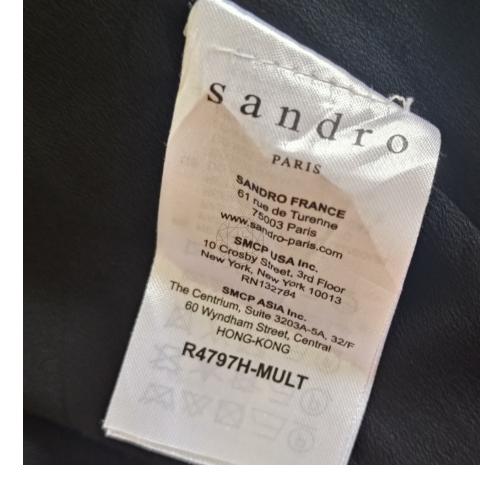 sandro
PARIS
SANDRO FRANCE
61 rue de Turenne
75003 Paris
www.sandro-paris.com
SMCP USA Inc.
10 Crosby Street, 3rd Floor
New York, New York 10013
RN132784
SMCP ASIA Inc.
The Centrium, Suite 3203A-5A, 32/F
60 Wyndham Street, Central
HONG-KONG
R4797H-MULT